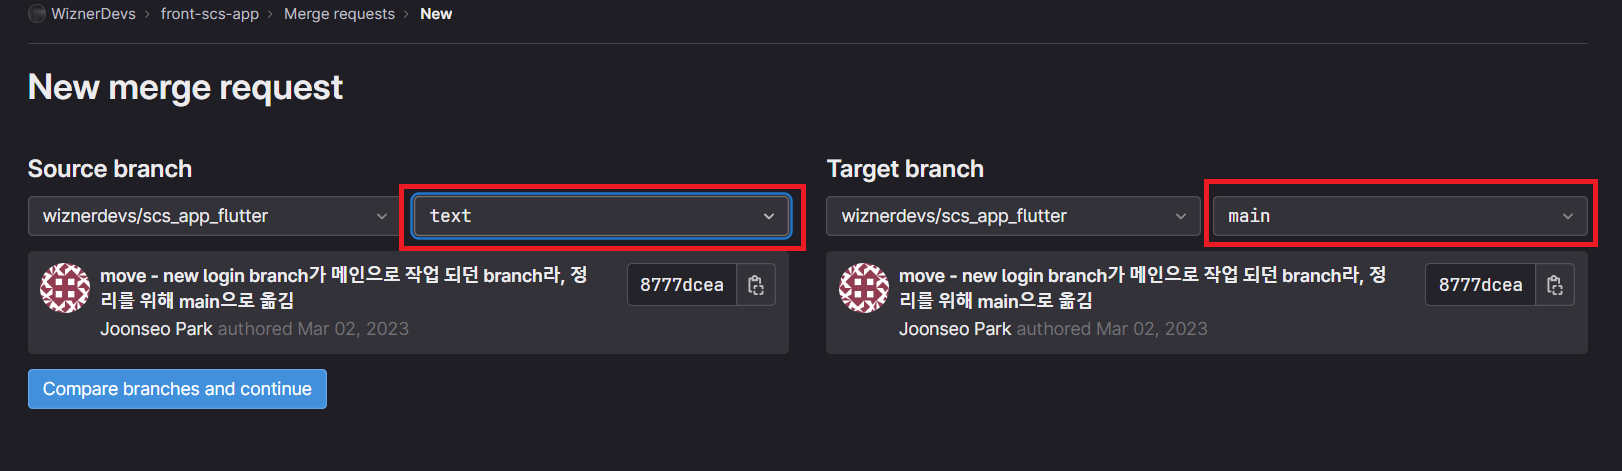 WiznerDevs > front-scs-app > Merge requests > New
New merge request
Source branch
wiznerdevs/scs_app_flutter
text
move - new login branch가 메인으로 작업 되던 branch라, 정
리를 위해 main으로 옮김
8777dcea
Joonseo Park authored Mar 02, 2023
Target branch
wiznerdevs/scs_app_flutter
main
move - new login branch가 메인으로 작업 되던 branch라, 정
리를 위해 main으로 옮김
8777dcea
Joonseo Park authored Mar 02, 2023
Compare branches and continue